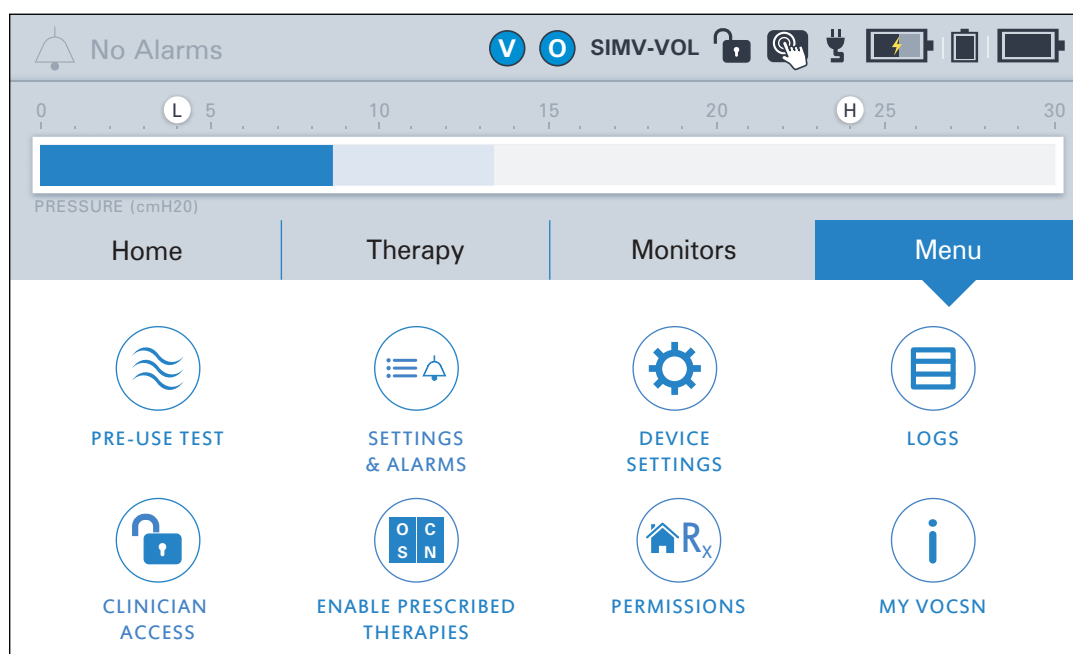 No Alarms V O SIMV-VOL
0 L 5 10 15 20 H 25 30
PRESSURE (cmH20)
Home Therapy Monitors Menu
PRE-USE TEST
SETTINGS
& ALARMS
DEVICE
SETTINGS
LOGS
O C
S N
R
x
CLINICIAN
ACCESS
ENABLE PRESCRIBED
THERAPIES
PERMISSIONS
i
MY VOCSN